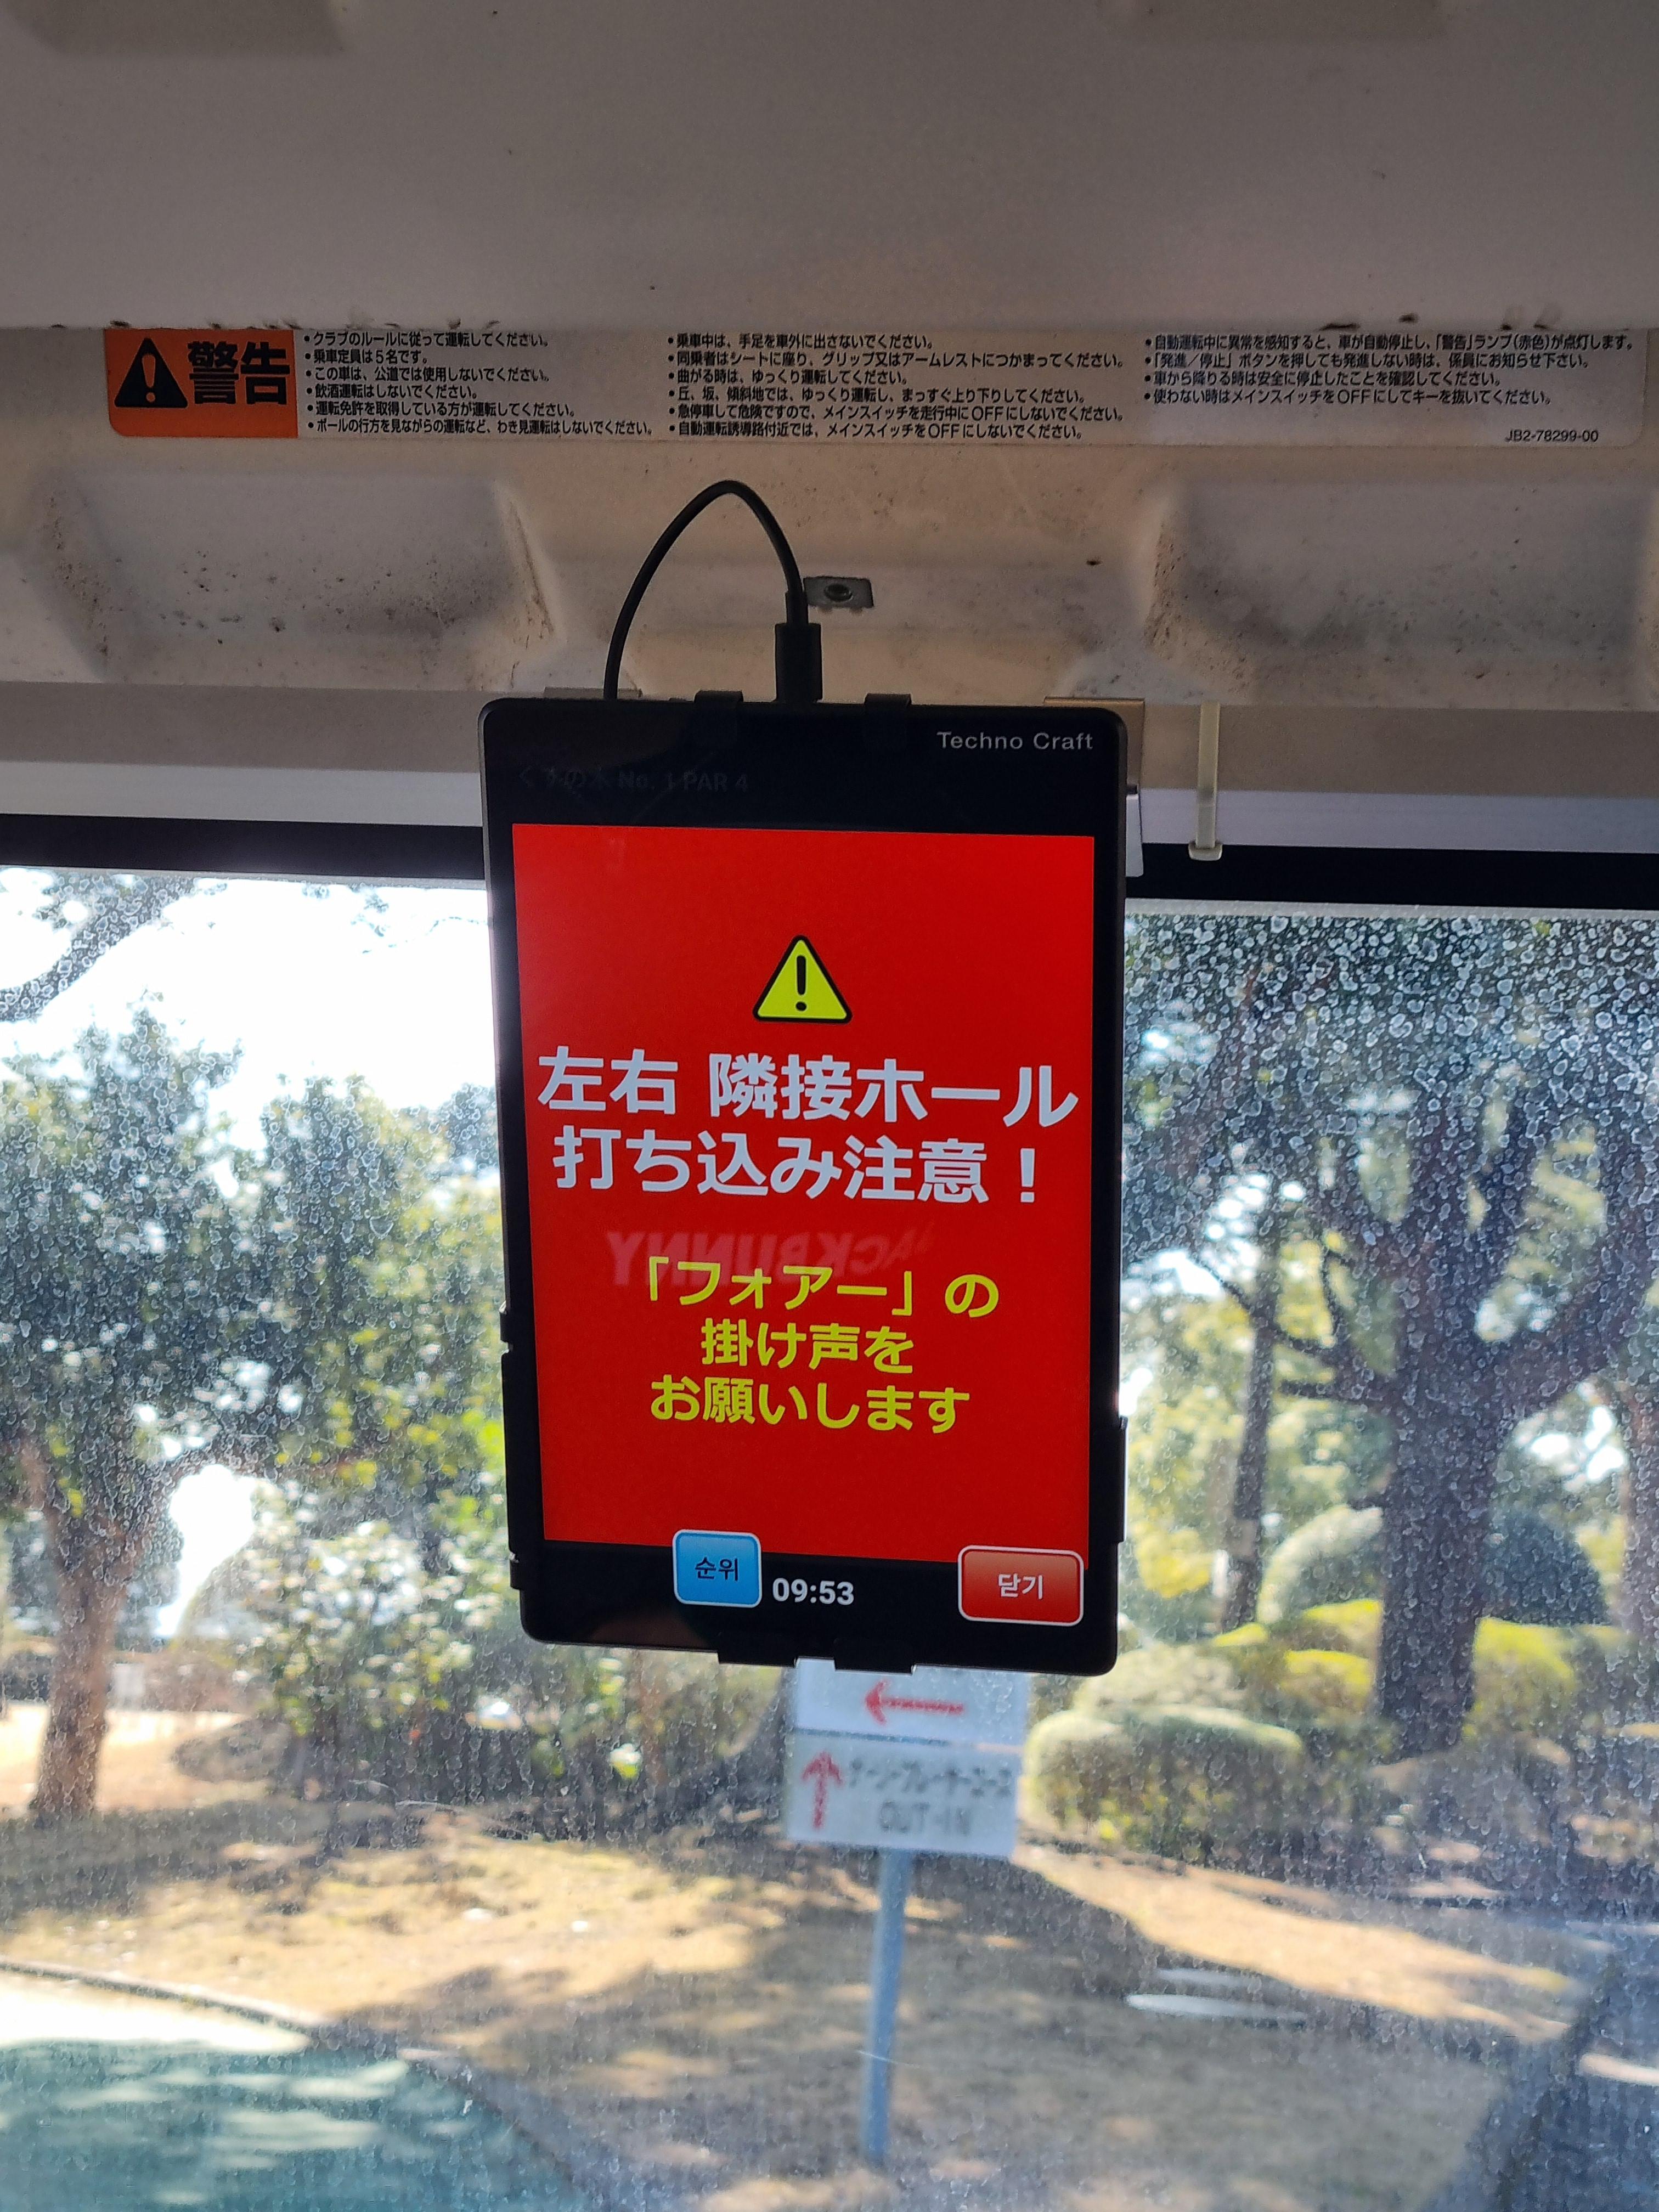 警告
・クラブのルールに従って運転してください。
・乗車定員は5名です。
・この車は、公道では使用しないでください。
・飲酒運転はしないでください。
・運転免許を取得している方が運転してください。
・ボールの行方を見ながらの運転など、わき見運転はしないでください。
・乗車中は、手足を車外に出さないでください。
・同乗者はシートに座り、グリップ又はアームレストにつかまってください。
・曲がる時は、ゆっくり運転してください。
・丘、坂、傾斜地では、ゆっくり運転し、まっすぐ上り下りしてください。
・急停車して危険ですので、メインスイッチを走行中にOFFにしないでください。
・自動運転誘導路付近では、メインスイッチをOFFにしないでください。
・自動運転中に異常を感知すると、車が自動停止し、「警告」ランプ(赤色)が点灯します。
・「発進/停止」ボタンを押しても発進しない時は、係員にお知らせ下さい。
・車から降りる時は安全に停止したことを確認してください。
・使わない時はメインスイッチをOFFにしてキーを抜いてください。
JB2-78299-00
Techno Craft
くすの木 No. 1 PAR 4
左右 隣接ホール
打ち込み注意!
「フォアー」の
掛け声を
お願いします
순위
09:53
닫기
OUT・IN